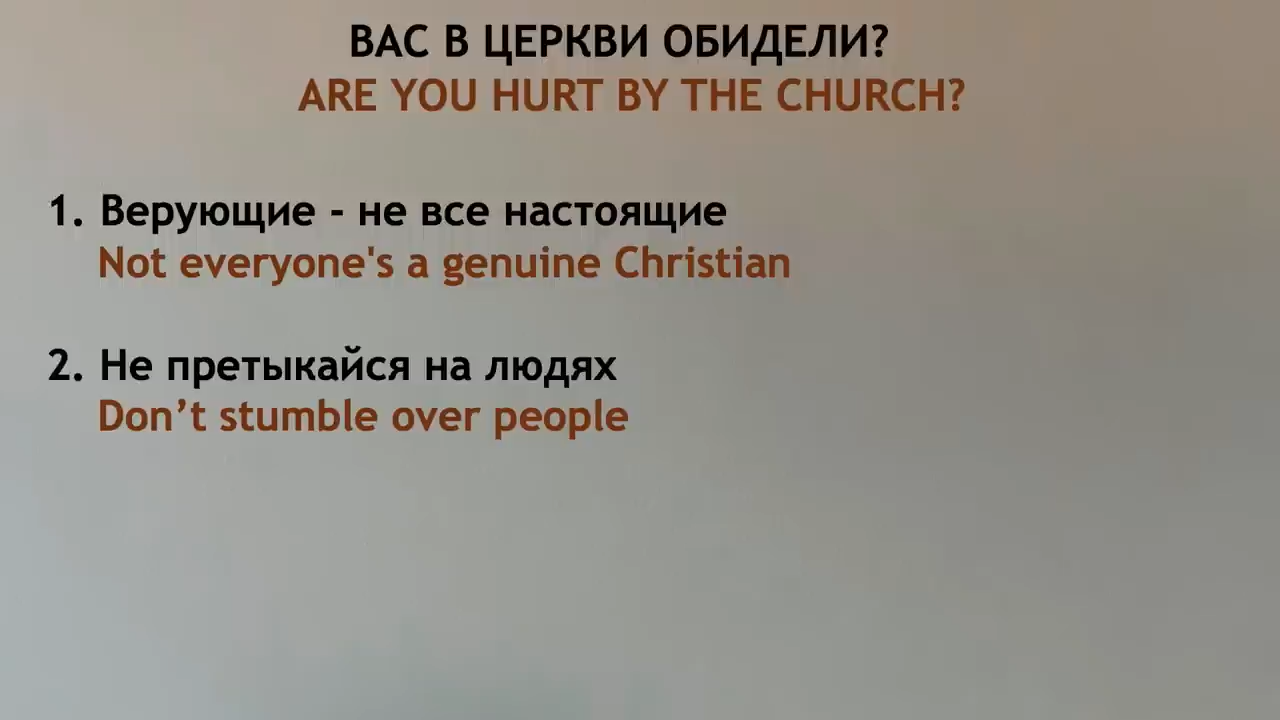 ВАС В ЦЕРКВИ ОБИДЕЛИ?
ARE YOU HURT BY THE CHURCH?
1. Верующие - не все настоящие
Not everyone's a genuine Christian
2. Не претыкайся на людях
Don’t stumble over people